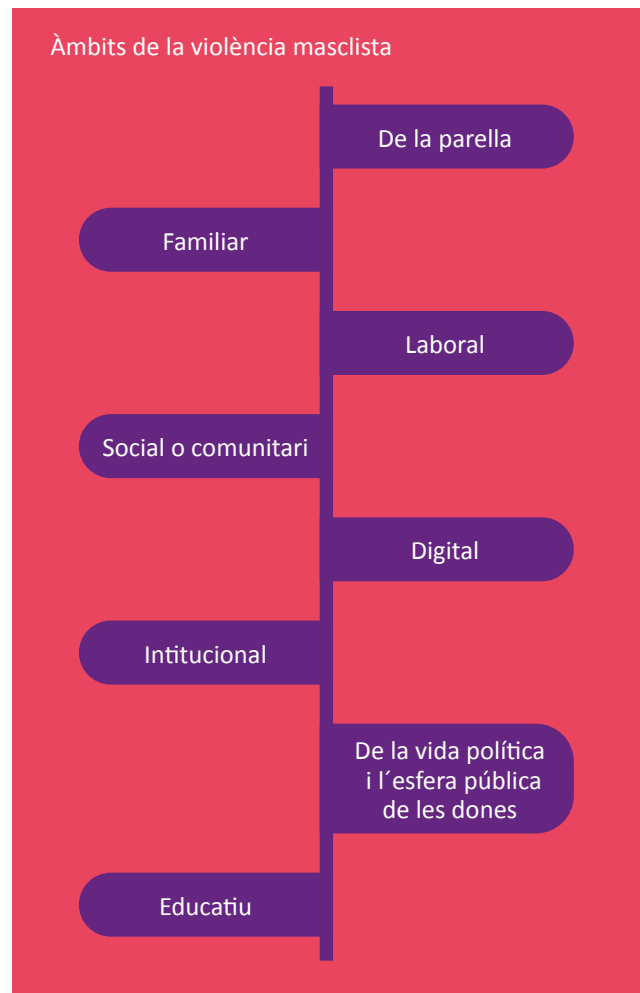 Àmbits de la violència masclista
De la parella
Familiar
Laboral
Social o comunitari
Digital
Intitucional
De la vida política
i l´esfera pública
de les dones
Educatiu